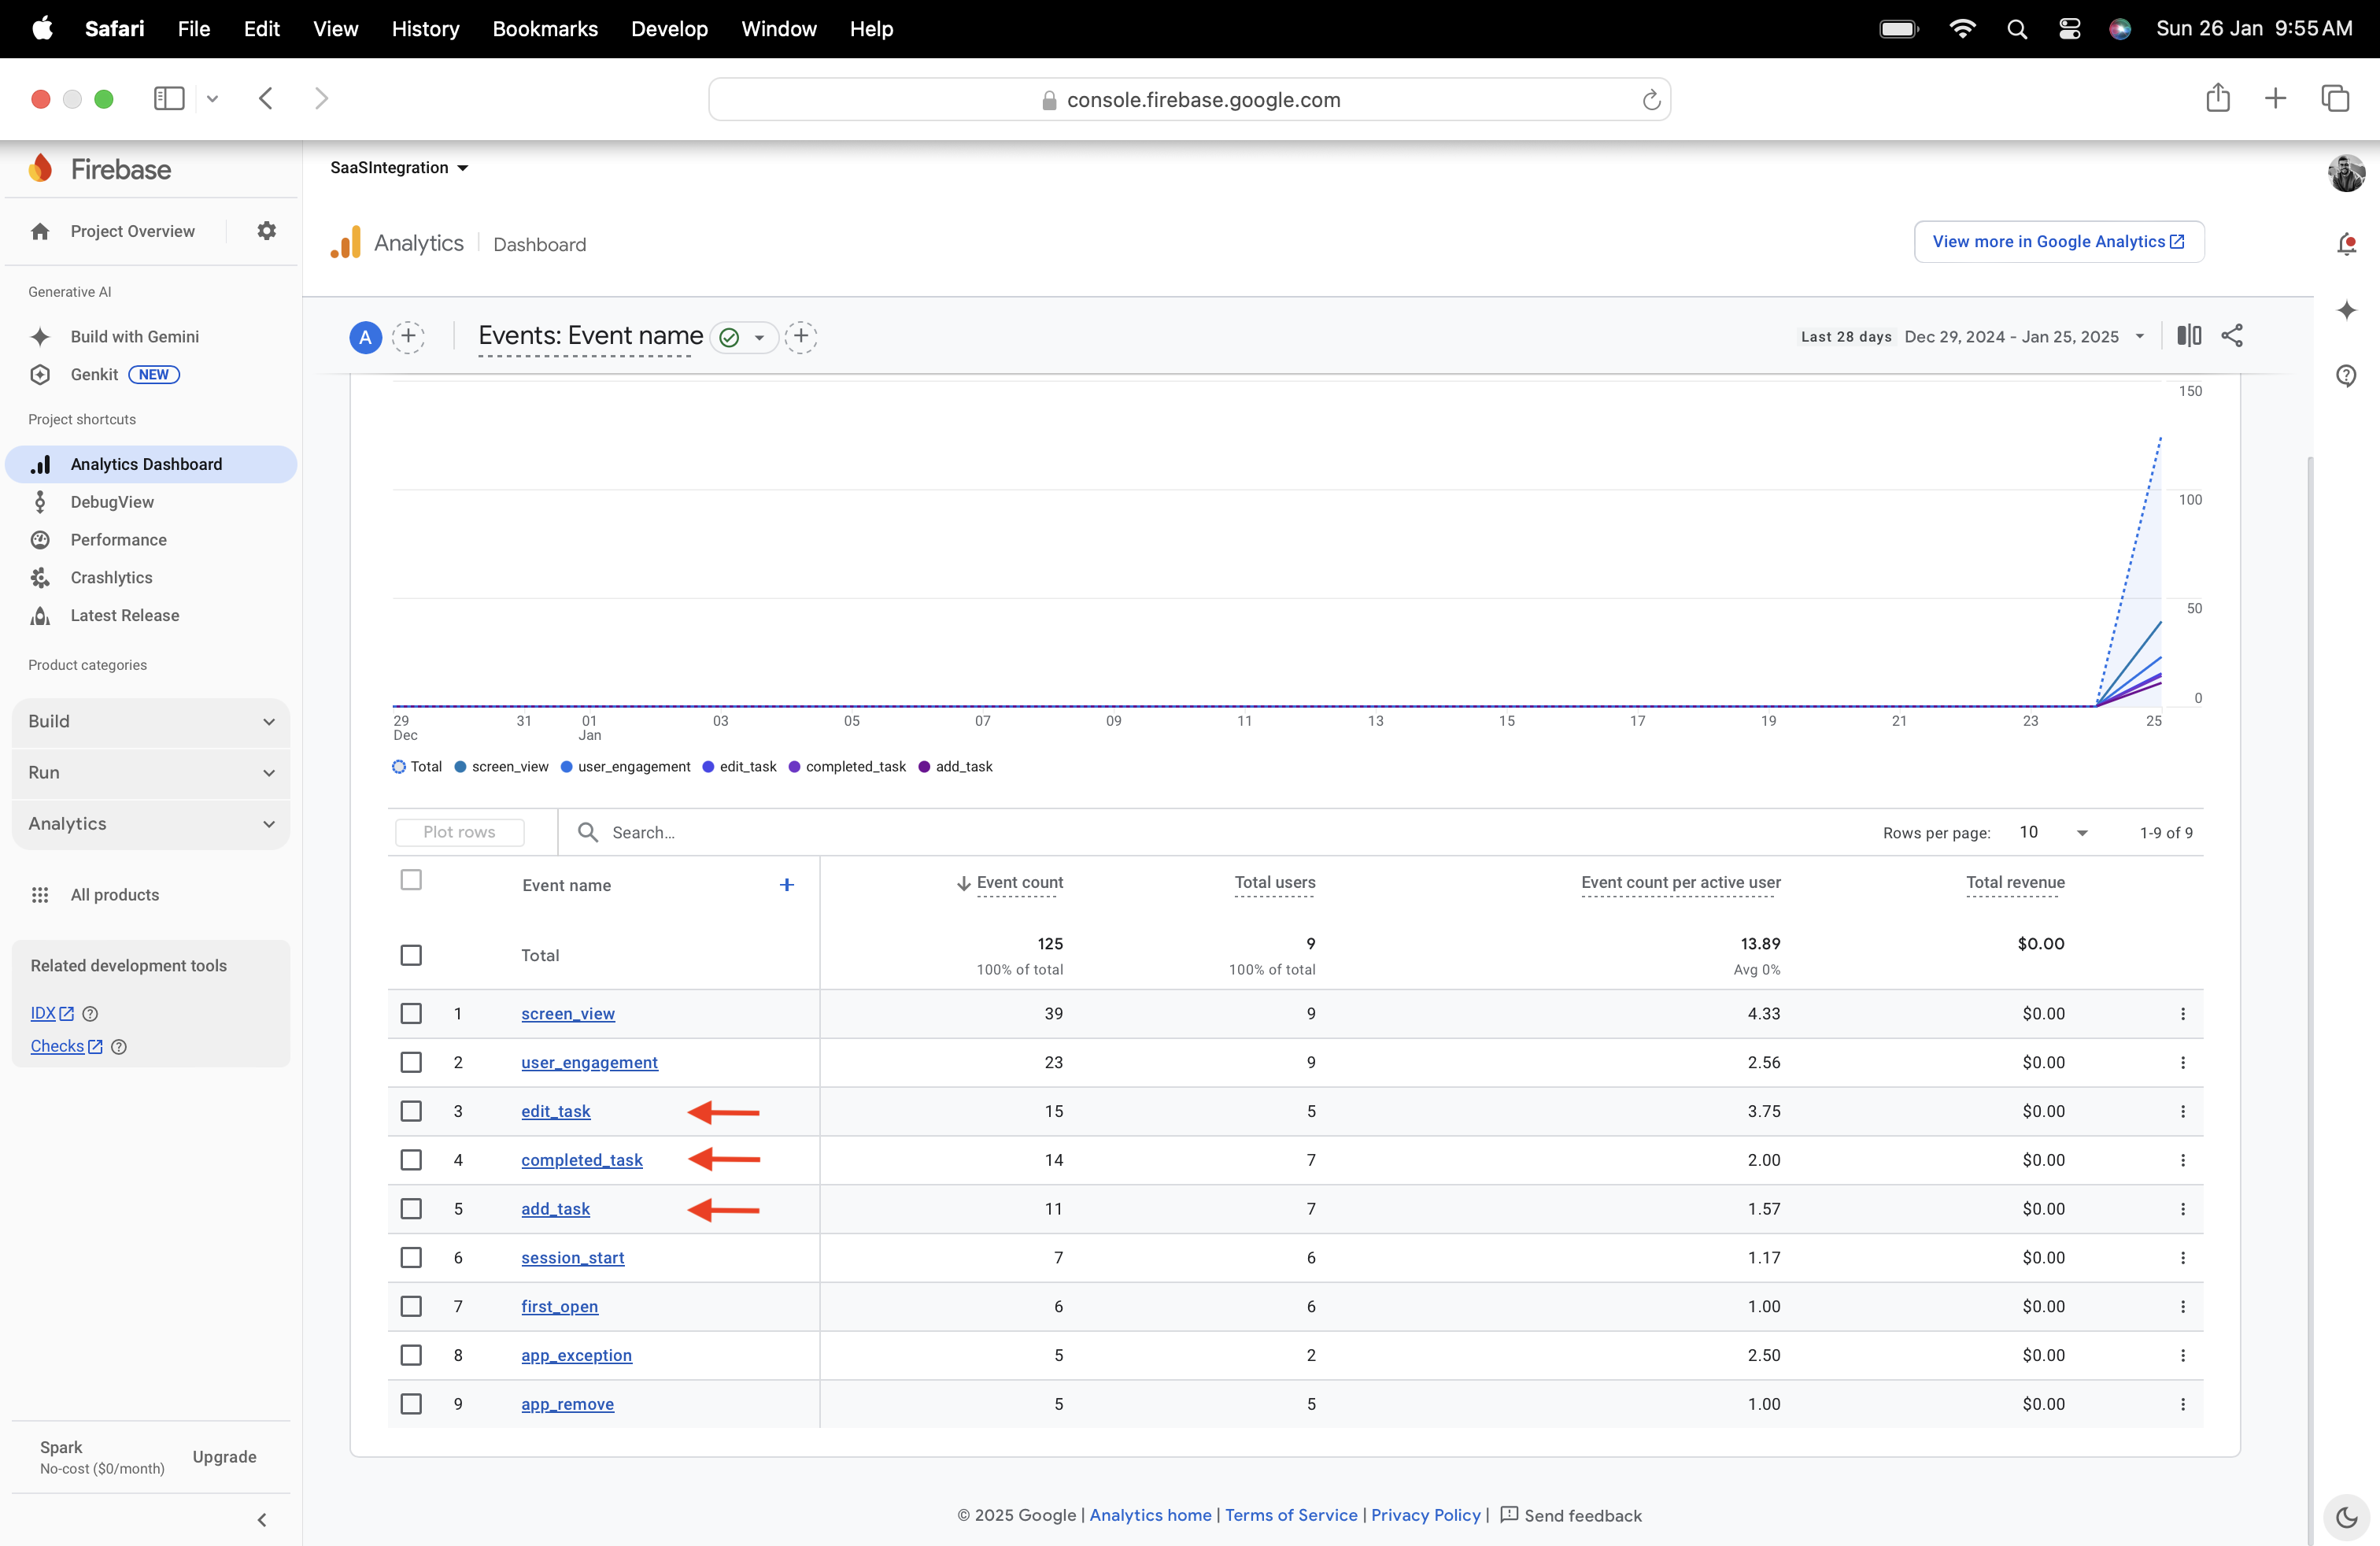 Safari File Edit View History Bookmarks Develop Window Help Sun 26 Jan 9:55 AM
console.firebase.google.com
Firebase
SaaSIntegration
Project Overview
Analytics Dashboard
View more in Google Analytics
Generative AI
Build with Gemini
Genkit NEW
A Events: Event name Last 28 days Dec 29, 2024 - Jan 25, 2025
Project shortcuts
Analytics Dashboard
DebugView
Performance
Crashlytics
Latest Release
Product categories
Build
Run
Analytics
All products
Related development tools
IDX
Checks
Spark
No-cost ($0/month)
Upgrade
150
100
50
0
29 31 01 03 05 07 09 11 13 15 17 19 21 23 25
Dec Jan
Total screen_view user_engagement edit_task completed_task add_task
Plot rows Search... Rows per page: 10 1-9 of 9
Event name + Event count Total users Event count per active user Total revenue
Total 125 9 13.89 $0.00
100% of total 100% of total Avg 0%
1 screen_view 39 9 4.33 $0.00
2 user_engagement 23 9 2.56 $0.00
3 edit_task 15 5 3.75 $0.00
4 completed_task 14 7 2.00 $0.00
5 add_task 11 7 1.57 $0.00
6 session_start 7 6 1.17 $0.00
7 first_open 6 6 1.00 $0.00
8 app_exception 5 2 2.50 $0.00
9 app_remove 5 5 1.00 $0.00
© 2025 Google | Analytics home | Terms of Service | Privacy Policy | Send feedback